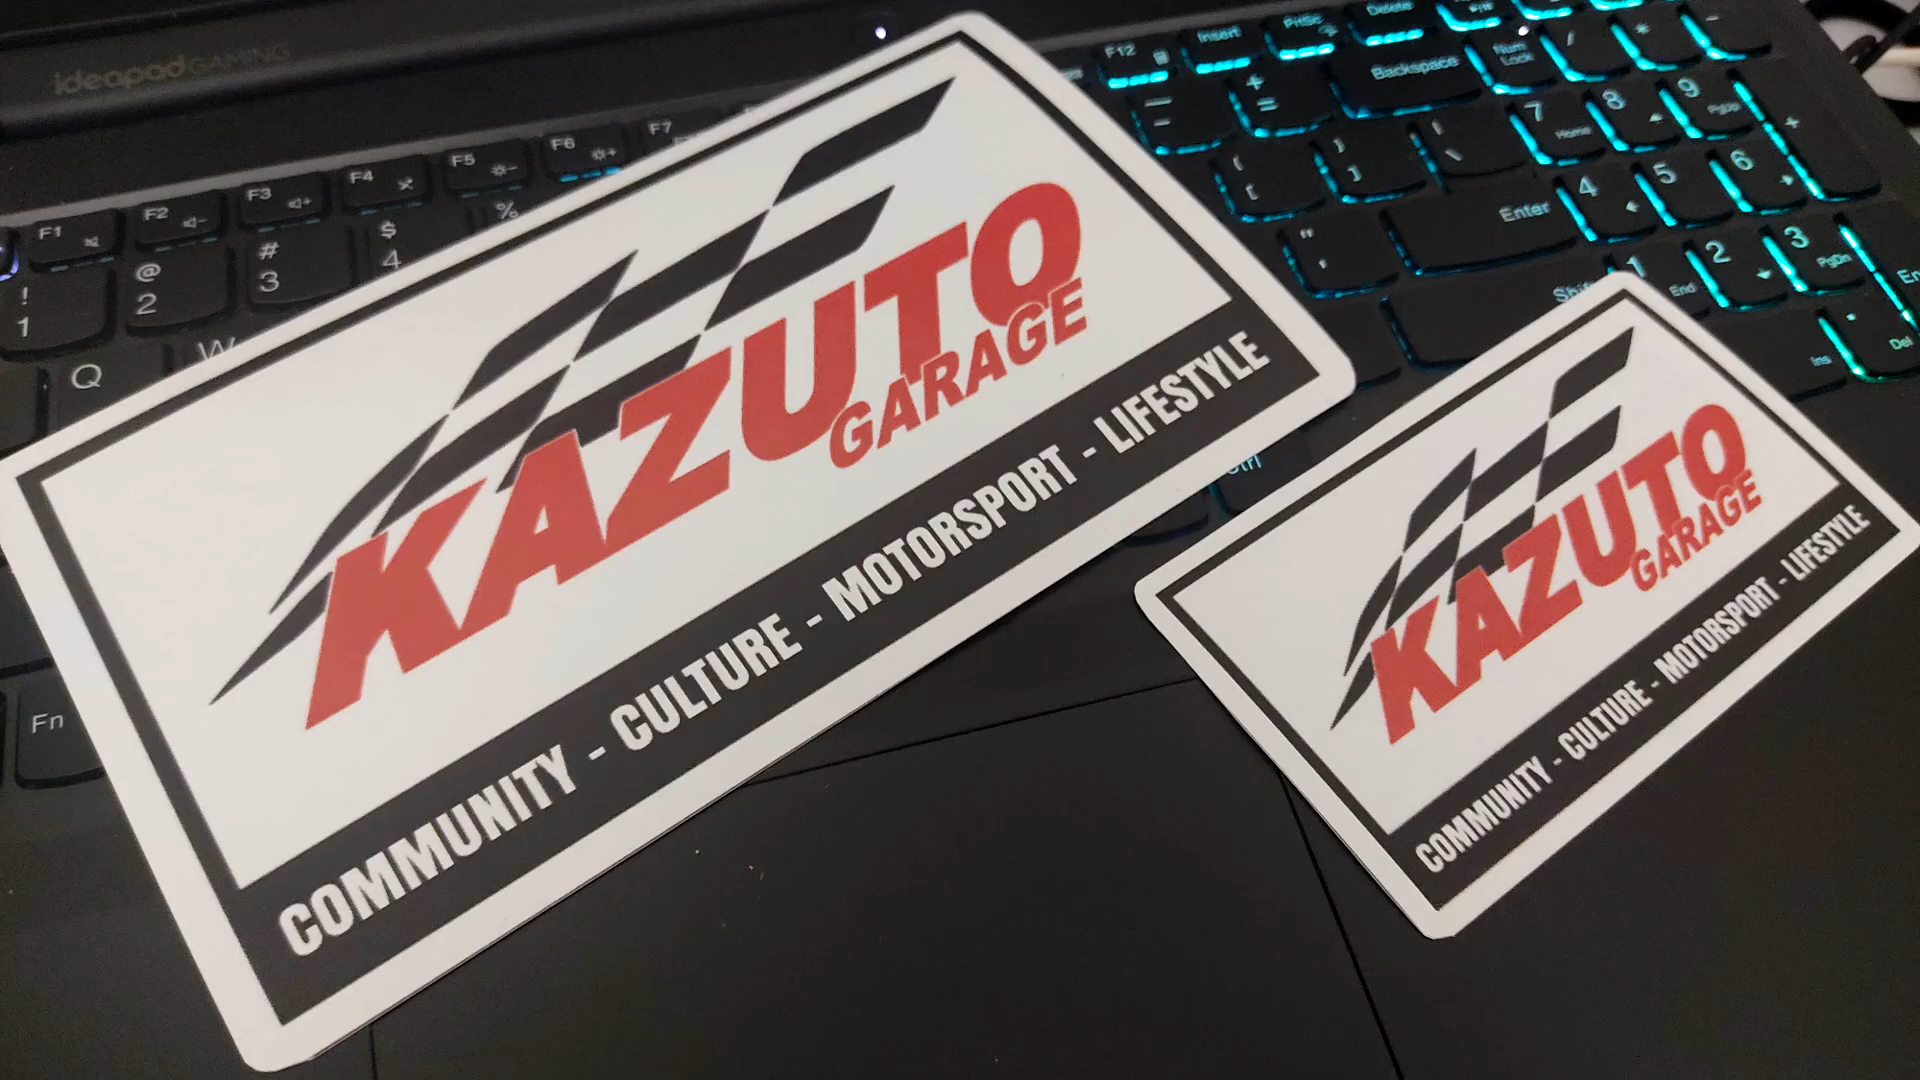 ideapad GAMING
F1
F2
F3
F4
F5
F6
F7
F12
Insert
PrtSc
Delete
!
1
@
2
#
3
$
4
%
+
=
Backspace
Num
Lock
/
*
-
7
Home
8
9
PgUp
+
Q
W
{
[
}
]
|
\
4
5
6
"
'
Enter
1
End
2
3
PgDn
Shift
Ins
.
Del
Fn
Ctrl
KAZUTO
GARAGE
COMMUNITY - CULTURE - MOTORSPORT - LIFESTYLE
KAZUTO
GARAGE
COMMUNITY - CULTURE - MOTORSPORT - LIFESTYLE